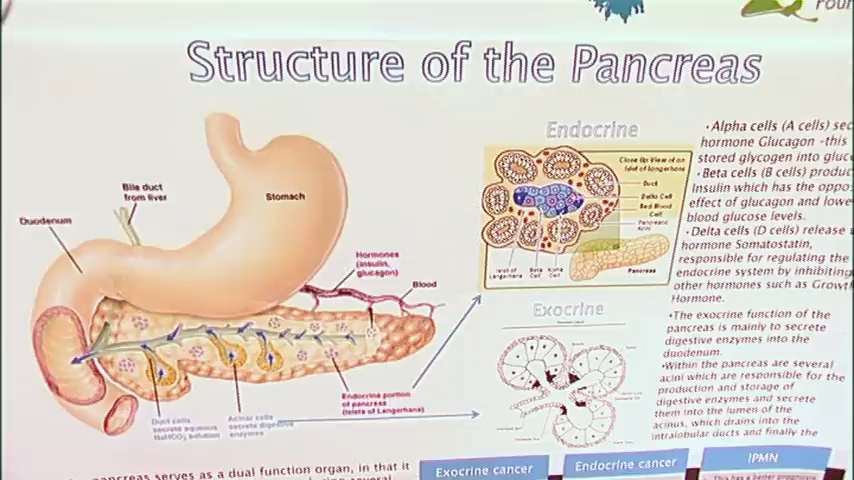 Foun
Structure of the Pancreas
Endocrine
Close Up View of an
Islet of Langerhans
Duct
Delta Cell
Red Blood
Cell
Pancreatic
Acini
Islet of
Langerhans
Beta
Cell
Alpha
Cell
Pancreas
Bile duct
from liver
Duodenum
Stomach
Hormones
(insulin,
glucagon)
Blood
Duct cells
secrete aqueous
NaHCO3 solution
Acinar cells
secrete digestive
enzymes
Endocrine portion
of pancreas
(Islets of Langerhans)
Exocrine
•Alpha cells (A cells) sec
hormone Glucagon -this
stored glycogen into gluc
•Beta cells (B cells) produc
Insulin which has the oppos
effect of glucagon and lowe
blood glucose levels.
•Delta cells (D cells) release
hormone Somatostatin,
responsible for regulating the
endocrine system by inhibiting
other hormones such as Growt
Hormone.
•The exocrine function of the
pancreas is mainly to secrete
digestive enzymes into the
duodenum.
•Within the pancreas are several
acini which are responsible for the
production and storage of
digestive enzymes and secrete
them into the lumen of the
acinus, which drains into the
intralobular ducts and finally the
pancreas serves as a dual function organ, in that it
several
Exocrine cancer
Endocrine cancer
IPMN
This has a better prognosis